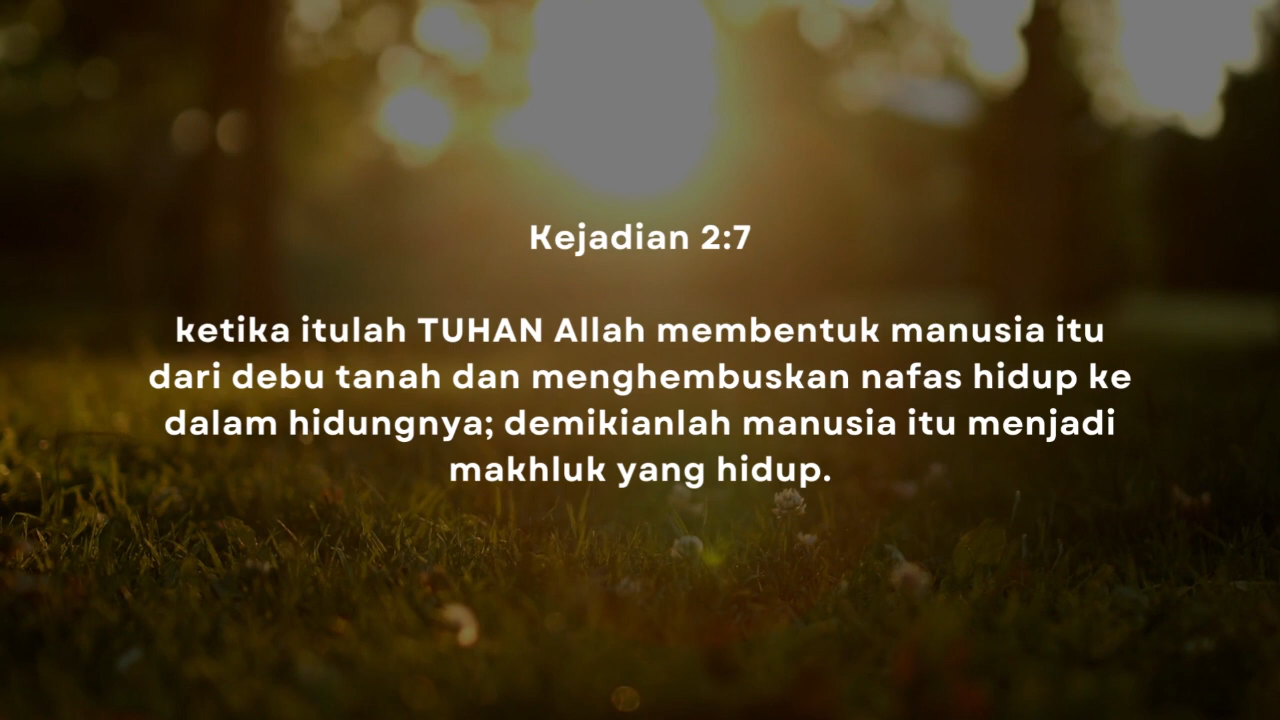 Kejadian 2:7
ketika itulah TUHAN Allah membentuk manusia itu
dari debu tanah dan menghembuskan nafas hidup ke
dalam hidungnya; demikianlah manusia itu menjadi
makhluk yang hidup.